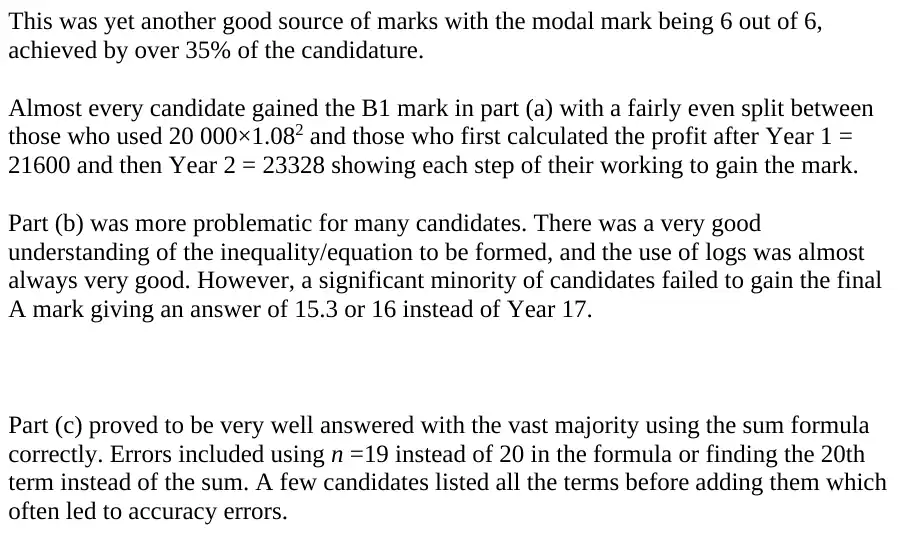 This was yet another good source of marks with the modal mark being 6 out of 6,
achieved by over 35% of the candidature.
Almost every candidate gained the B1 mark in part (a) with a fairly even split between
those who used 20 000×1.08² and those who first calculated the profit after Year 1 =
21600 and then Year 2 = 23328 showing each step of their working to gain the mark.
Part (b) was more problematic for many candidates. There was a very good
understanding of the inequality/equation to be formed, and the use of logs was almost
always very good. However, a significant minority of candidates failed to gain the final
A mark giving an answer of 15.3 or 16 instead of Year 17.
Part (c) proved to be very well answered with the vast majority using the sum formula
correctly. Errors included using n =19 instead of 20 in the formula or finding the 20th
term instead of the sum. A few candidates listed all the terms before adding them which
often led to accuracy errors.